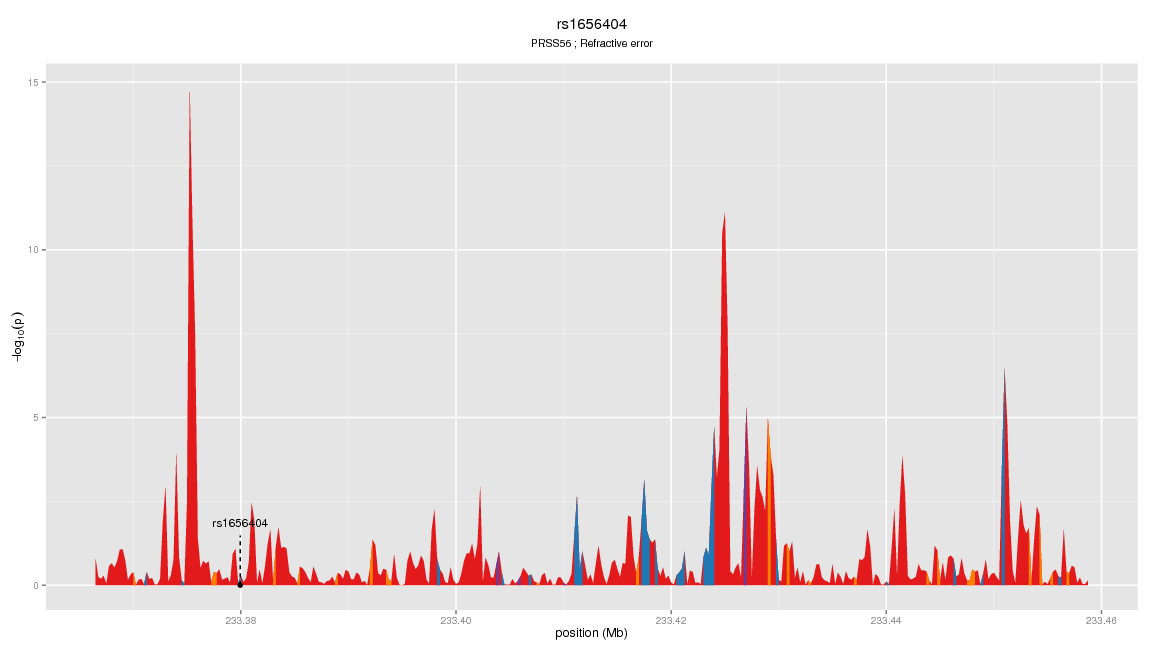 rs1656404
PRSS56 ; Refractive error
15
10
5
0
−log10(p)
rs1656404
233.38
233.40
233.42
233.44
233.46
position (Mb)